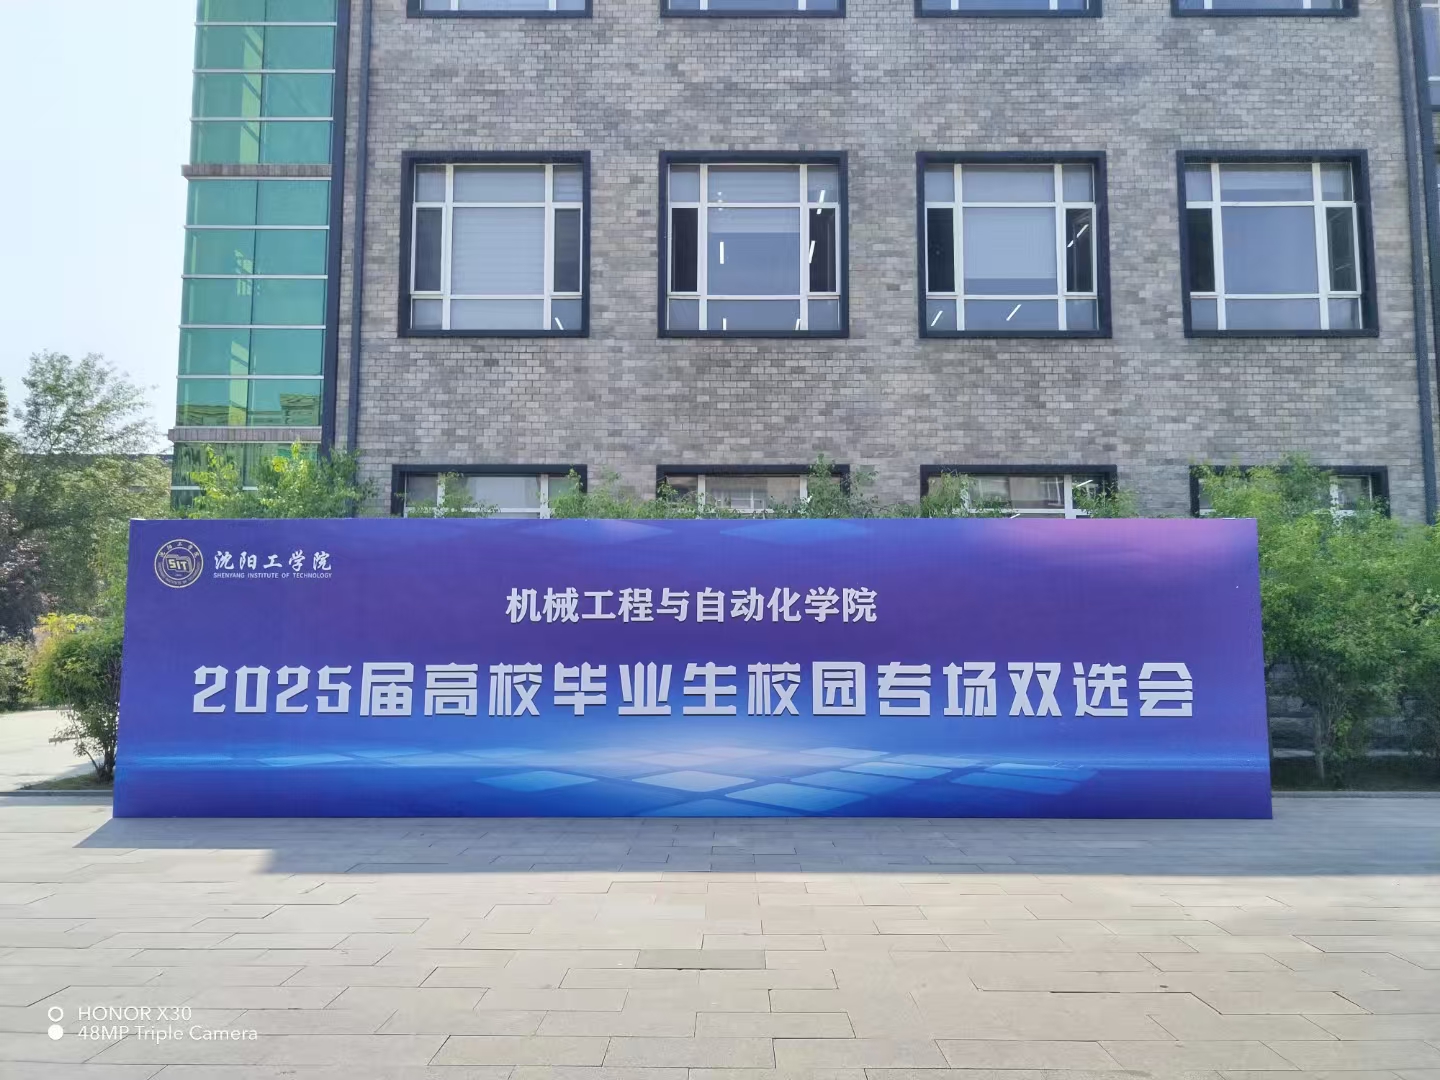 沈阳工学院
SHENYANG INSTITUTE OF TECHNOLOGY
SIT
机械工程与自动化学院
2025届高校毕业生校园专场双选会
HONOR X30
48MP Triple Camera